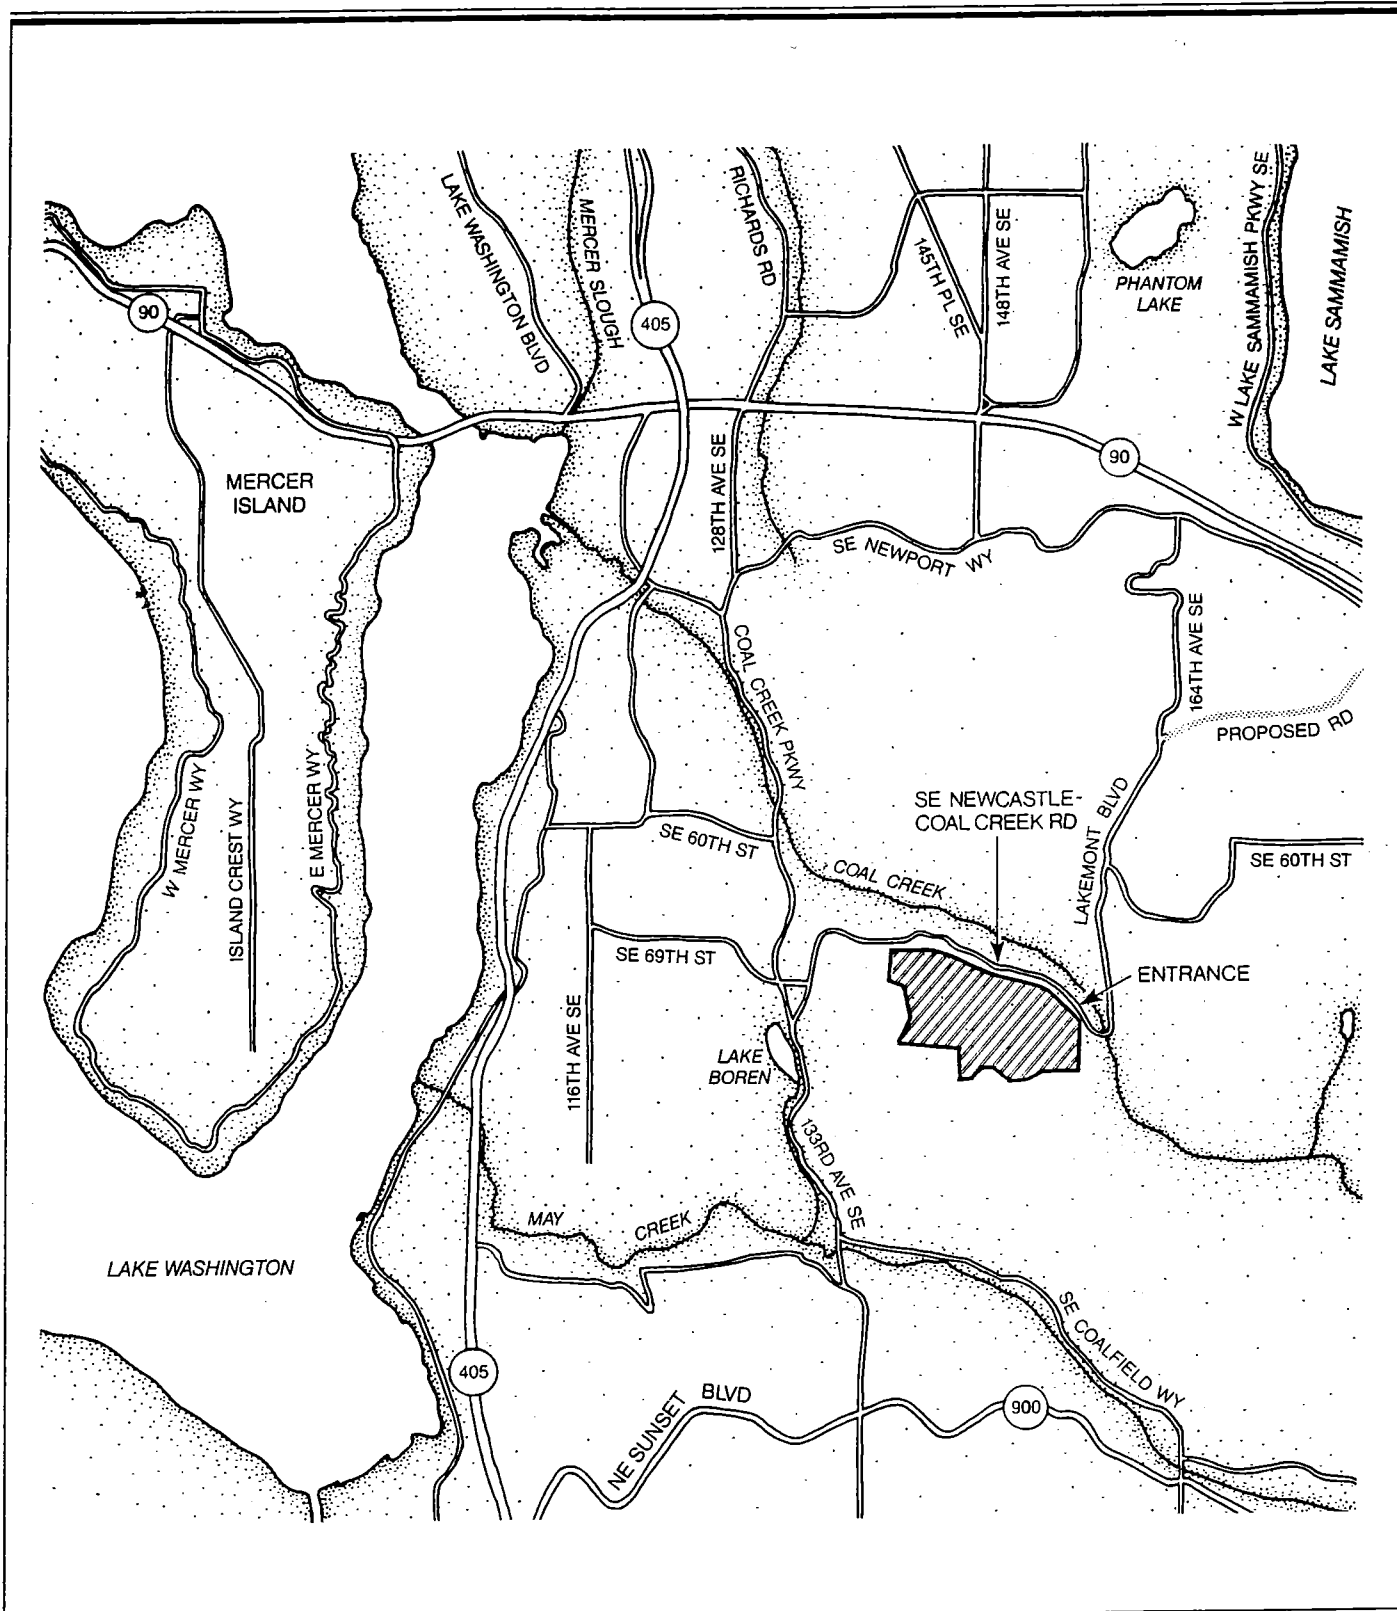 LAKE WASHINGTON BLVD
MERCER SLOUGH
RICHARDS RD
145TH PL SE
148TH AVE SE
PHANTOM
LAKE
W LAKE SAMMAMISH PKWY SE
LAKE SAMMAMISH
90
405
90
MERCER
ISLAND
128TH AVE SE
SE NEWPORT WY
164TH AVE SE
COAL CREEK PKWY
PROPOSED RD
W MERCER WY
ISLAND CREST WY
E MERCER WY
SE NEWCASTLE-
COAL CREEK RD
LAKEMONT BLVD
SE 60TH ST
SE 60TH ST
COAL CREEK
SE 69TH ST
ENTRANCE
116TH AVE SE
LAKE
BOREN
133RD AVE SE
MAY
CREEK
LAKE WASHINGTON
SE COALFIELD WY
405
NE SUNSET
BLVD
900